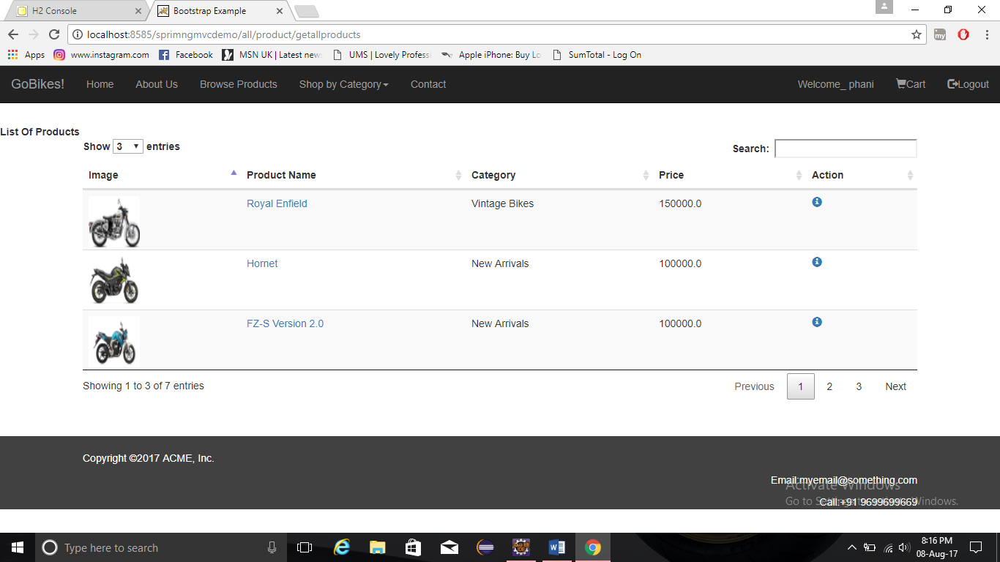 H2 Console
Bootstrap Example
localhost:8585/sprimngmvcdemo/all/product/getallproducts
my
Apps www.instagram.com Facebook MSN UK | Latest news UMS | Lovely Profess Apple iPhone: Buy Lo SumTotal - Log On
GoBikes! Home About Us Browse Products Shop by Category Contact Welcome_ phani Cart Logout
List Of Products
Show 3 entries Search:
Image Product Name Category Price Action
Royal Enfield Vintage Bikes 150000.0
Hornet New Arrivals 100000.0
FZ-S Version 2.0 New Arrivals 100000.0
Showing 1 to 3 of 7 entries Previous 1 2 3 Next
Copyright ©2017 ACME, Inc.
Email:myemail@something.com
Activate Windows
Call:+91 9699699669
Go to Settings to activate Windows.
Type here to search
8:16 PM
08-Aug-17